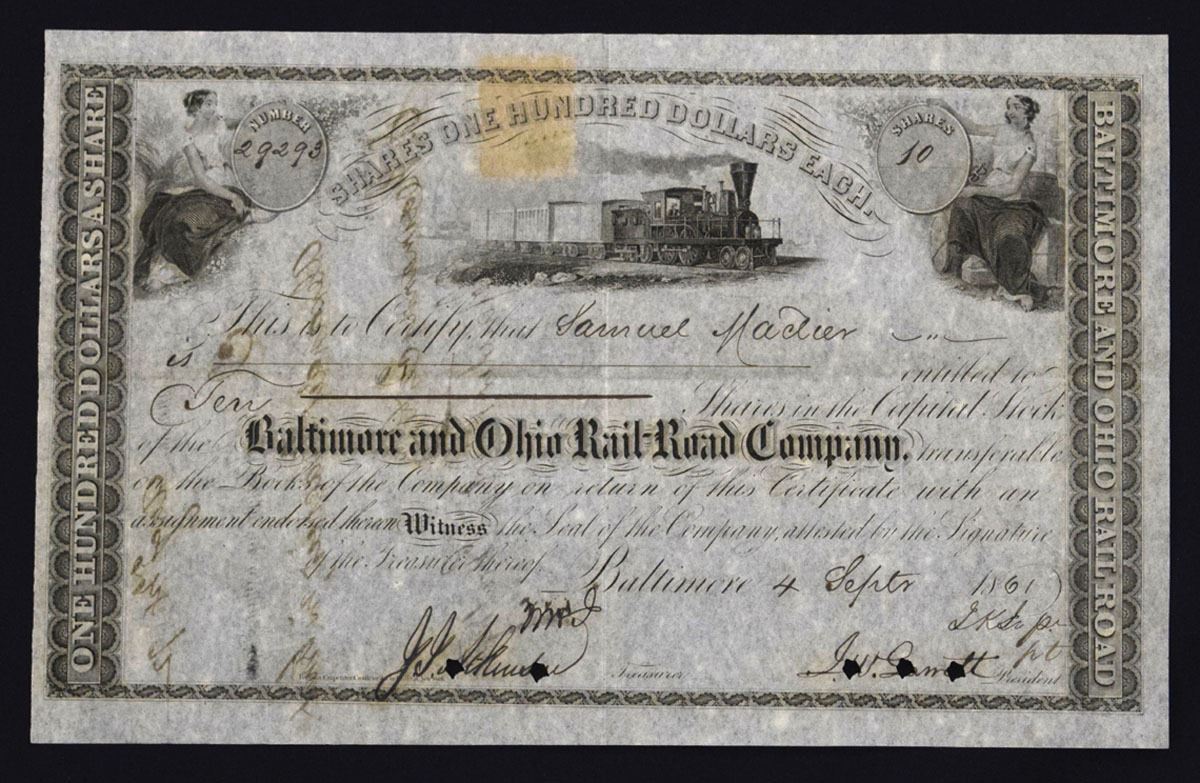 NUMBER
29293
SHARES ONE HUNDRED DOLLARS EACH.
SHARES
10
ONE HUNDRED DOLLARS A SHARE
BALTIMORE AND OHIO RAIL-ROAD
This is to Certify, that Samuel
is entitled to
Ten Shares in the Capital Stock
of the Baltimore and Ohio Rail-Road Company, transferable
on the Books of the Company on return of this Certificate with an
assignment endorsed thereon Witness the Seal of the Company, attested by the Signature
of the Treasurer thereof. Baltimore 4 Septr 1861
Treasurer
J. W. Garrett President